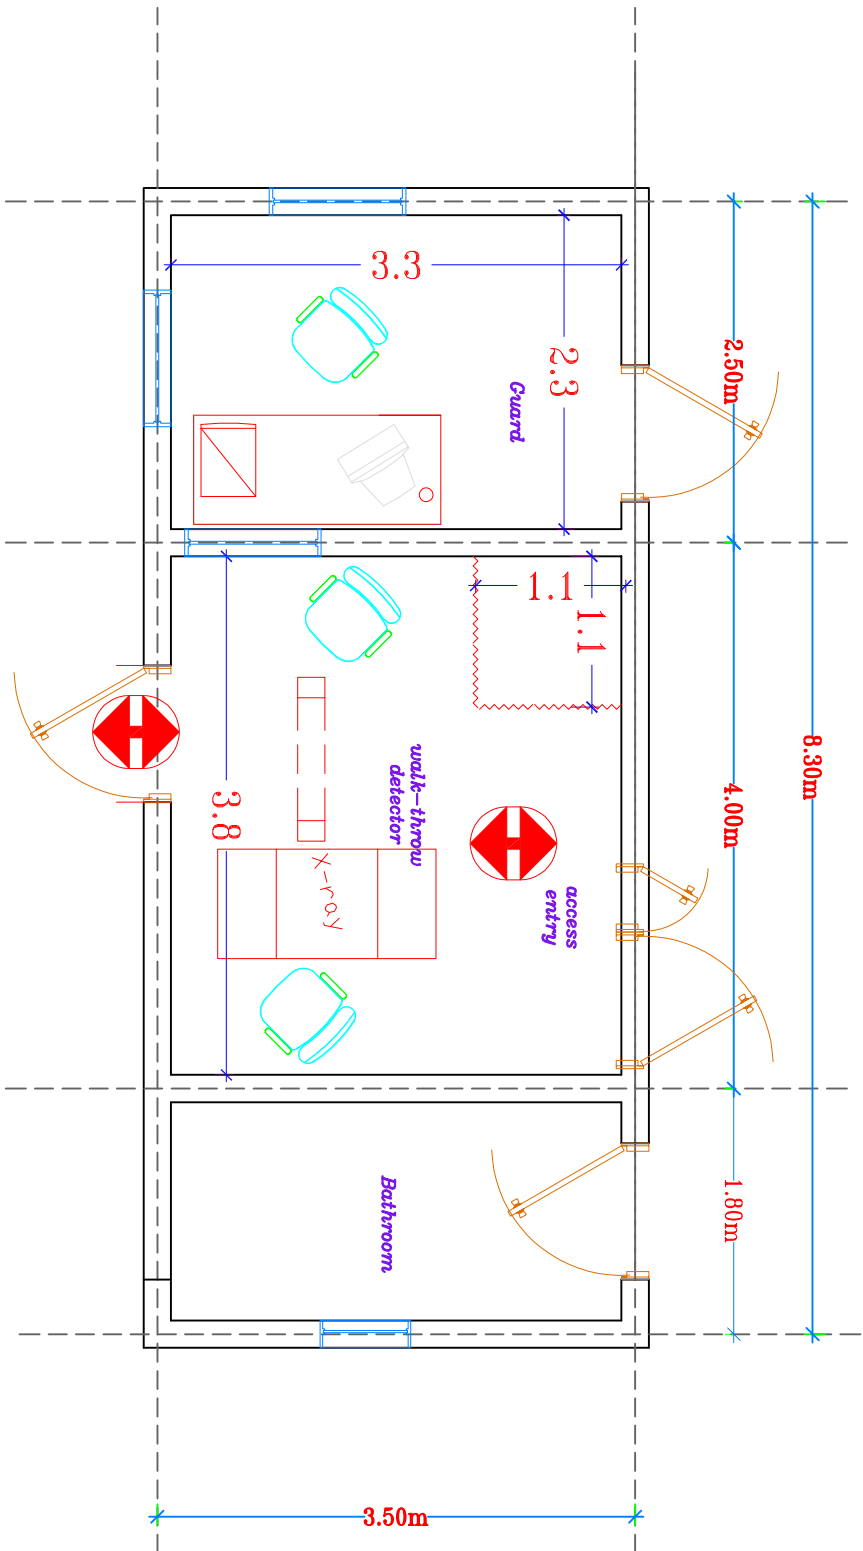 3.3
2.3
Guard
2.50m
1.1
1.1
8.30m
4.00m
3.8
walk-throw
detector
X-ray
access
entry
Bathroom
1.80m
3.50m